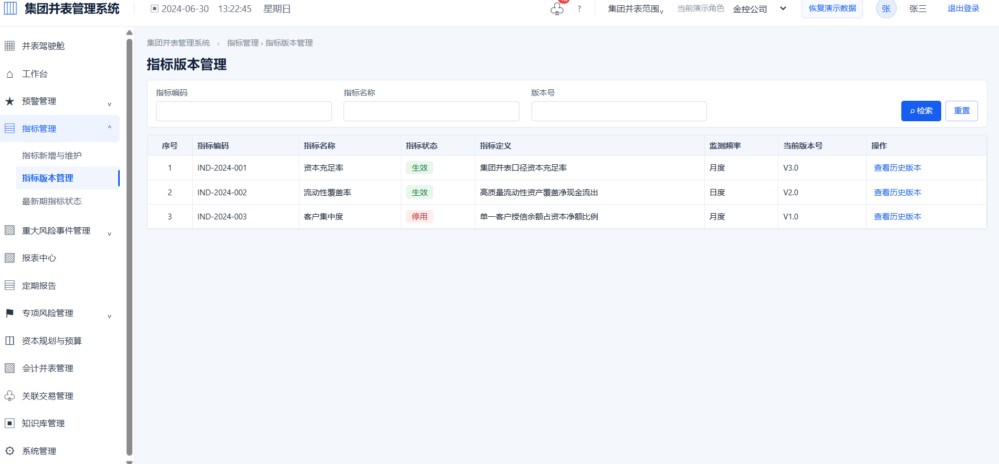 集团并表管理系统
2024-06-30 13:22:45 星期日
?
集团并表范围
当前演示角色 金控公司
恢复演示数据
张 张三
退出登录
并表驾驶舱
工作台
预警管理
指标管理
指标新增与维护
指标版本管理
最新期指标状态
重大风险事件管理
报表中心
定期报告
专项风险管理
资本规划与预算
会计并表管理
关联交易管理
知识库管理
系统管理
集团并表管理系统 › 指标管理 › 指标版本管理
指标版本管理
指标编码 指标名称 版本号
检索 重置
序号 指标编码 指标名称 指标状态 指标定义 监测频率 当前版本号 操作
1 IND-2024-001 资本充足率 生效 集团并表口径资本充足率 月度 V3.0 查看历史版本
2 IND-2024-002 流动性覆盖率 生效 高质量流动性资产覆盖净现金流出 日度 V2.0 查看历史版本
3 IND-2024-003 客户集中度 停用 单一客户授信余额占资本净额比例 月度 V1.0 查看历史版本